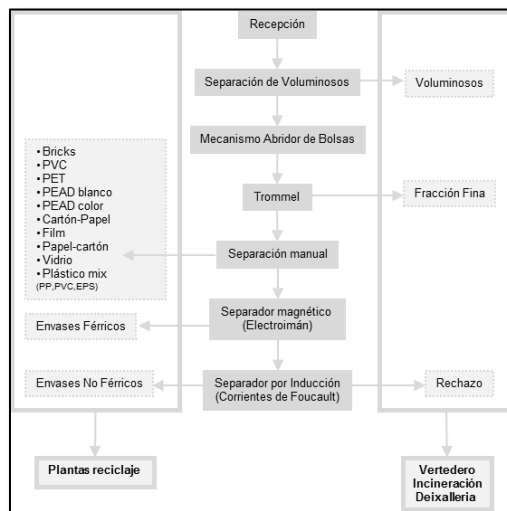 Recepción
Separación de Voluminosos
Voluminosos
Mecanismo Abridor de Bolsas
• Bricks
• PVC
• PET
• PEAD blanco
• PEAD color
• Cartón-Papel
• Film
• Papel-cartón
• Vidrio
• Plástico mix
(PP,PVC,EPS)
Trommel
Fracción Fina
Separación manual
Separador magnético
(Electroimán)
Envases Férricos
Separador por Inducción
(Corrientes de Foucault)
Envases No Férricos
Rechazo
Plantas reciclaje
Vertedero
Incineración
Deixalleria